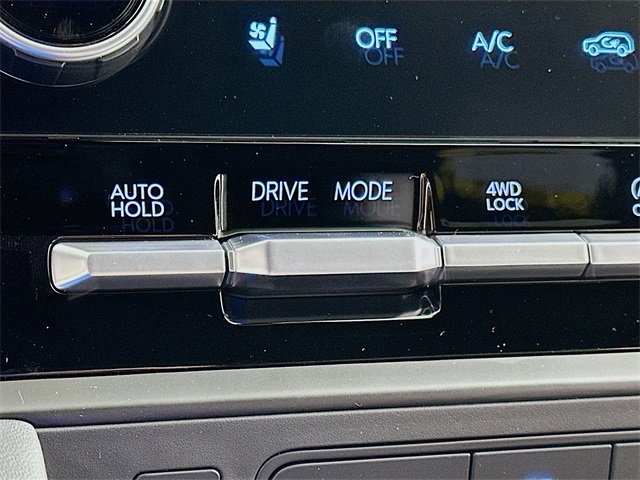 OFF
A/C
AUTO
HOLD
DRIVE MODE
4WD
LOCK